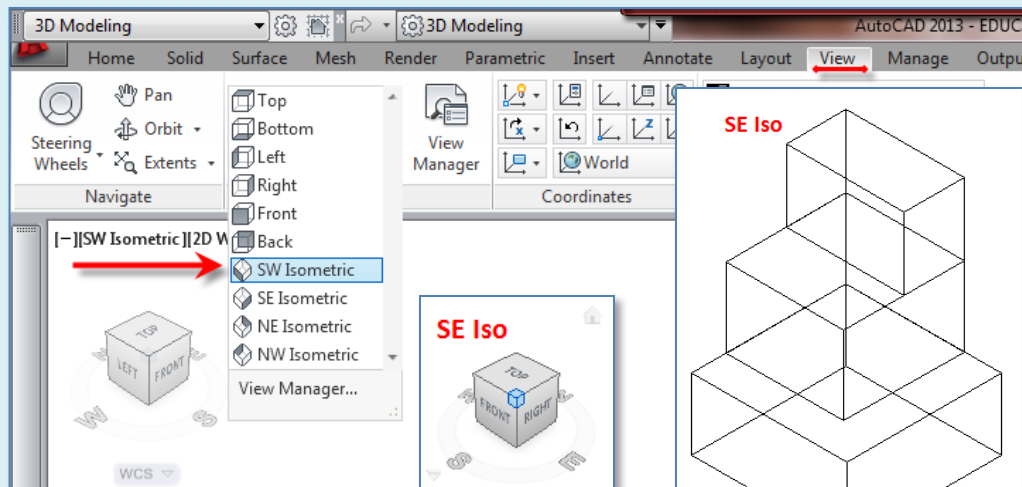 3D Modeling 3D Modeling AutoCAD 2013 - EDUC
Home Solid Surface Mesh Render Parametric Insert Annotate Layout View Manage Outpu
Steering Wheels
Pan
Orbit
Extents
Navigate
Top
Bottom
Left
Right
Front
Back
SW Isometric
SE Isometric
NE Isometric
NW Isometric
View Manager...
View
Manager
World
Coordinates
[−][SW Isometric][2D W
TOP
LEFT FRONT
W S
WCS
SE Iso
TOP
FRONT RIGHT
S E
SE Iso